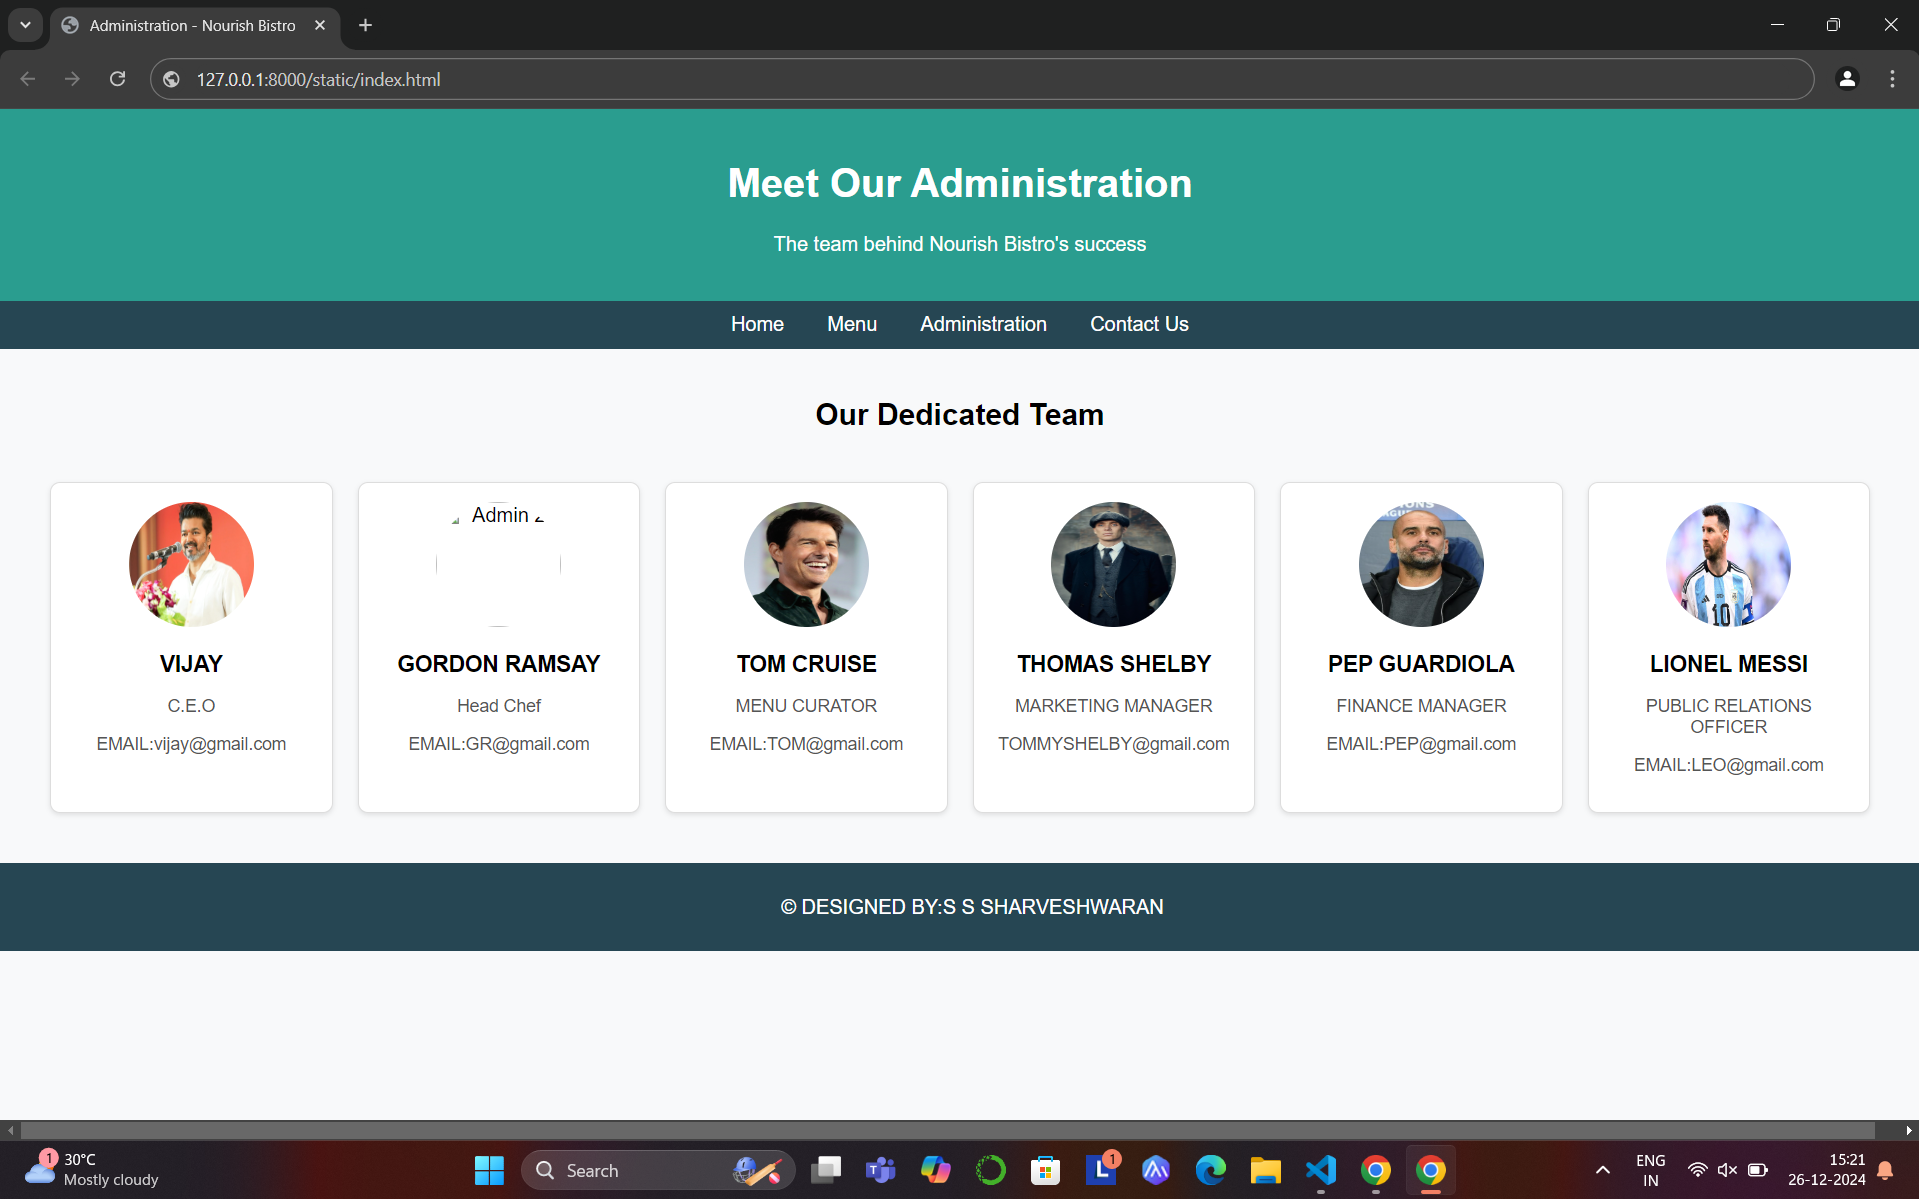 Administration - Nourish Bistro
127.0.0.1:8000/static/index.html
Meet Our Administration
The team behind Nourish Bistro's success
Home Menu Administration Contact Us
Our Dedicated Team
Admin
VIJAY
C.E.O
EMAIL:vijay@gmail.com
GORDON RAMSAY
Head Chef
EMAIL:GR@gmail.com
TOM CRUISE
MENU CURATOR
EMAIL:TOM@gmail.com
THOMAS SHELBY
MARKETING MANAGER
TOMMYSHELBY@gmail.com
PEP GUARDIOLA
FINANCE MANAGER
EMAIL:PEP@gmail.com
10
LIONEL MESSI
PUBLIC RELATIONS
OFFICER
EMAIL:LEO@gmail.com
© DESIGNED BY:S S SHARVESHWARAN
1
30°C
Mostly cloudy
Search
L
1
ENG
IN
15:21
26-12-2024